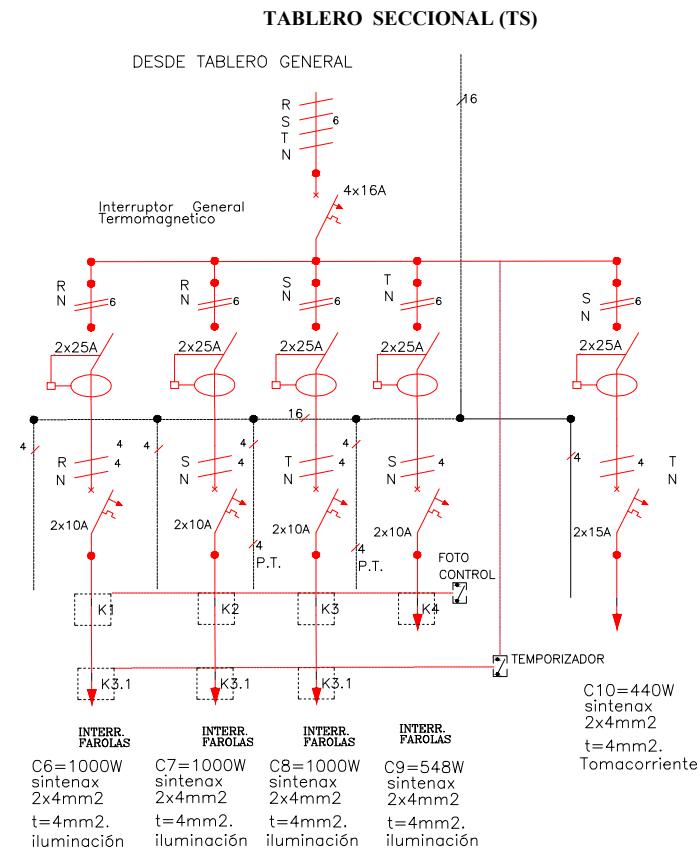 TABLERO SECCIONAL (TS)
DESDE TABLERO GENERAL
16
R
S
T
N
6
4x16A
Interruptor General
Termomagnetico
R
N
6
R
N
6
S
N
6
T
N
6
S
N
6
2x25A
2x25A
2x25A
2x25A
2x25A
16
4
4
4
4
4
R
N
4
4
S
N
4
4
T
N
4
S
N
4
4
T
N
2x10A
2x10A
2x10A
2x10A
2x15A
4
P.T.
4
P.T.
FOTO
CONTROL
K1
K2
K3
K4
TEMPORIZADOR
K3.1
K3.1
K3.1
INTERR.
FAROLAS
INTERR.
FAROLAS
INTERR.
FAROLAS
INTERR.
FAROLAS
C6=1000W
sintenax
2x4mm2
t=4mm2.
iluminación
C7=1000W
sintenax
2x4mm2
t=4mm2.
iluminación
C8=1000W
sintenax
2x4mm2
t=4mm2.
iluminación
C9=548W
sintenax
2x4mm2
t=4mm2.
iluminación
C10=440W
sintenax
2x4mm2
t=4mm2.
Tomacorriente